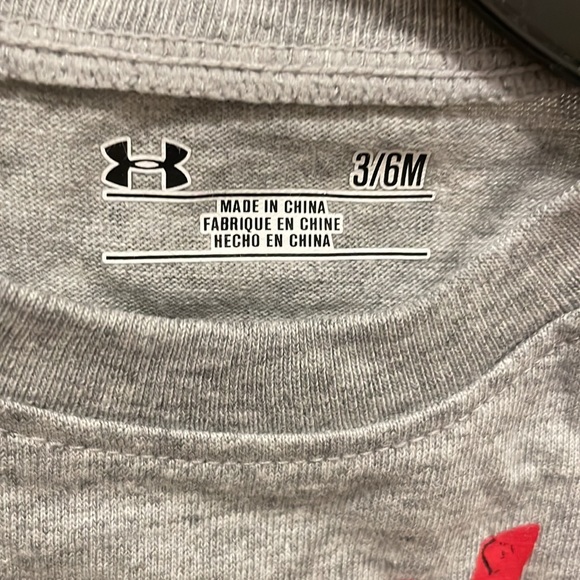 3/6M
MADE IN CHINA
FABRIQUE EN CHINE
HECHO EN CHINA